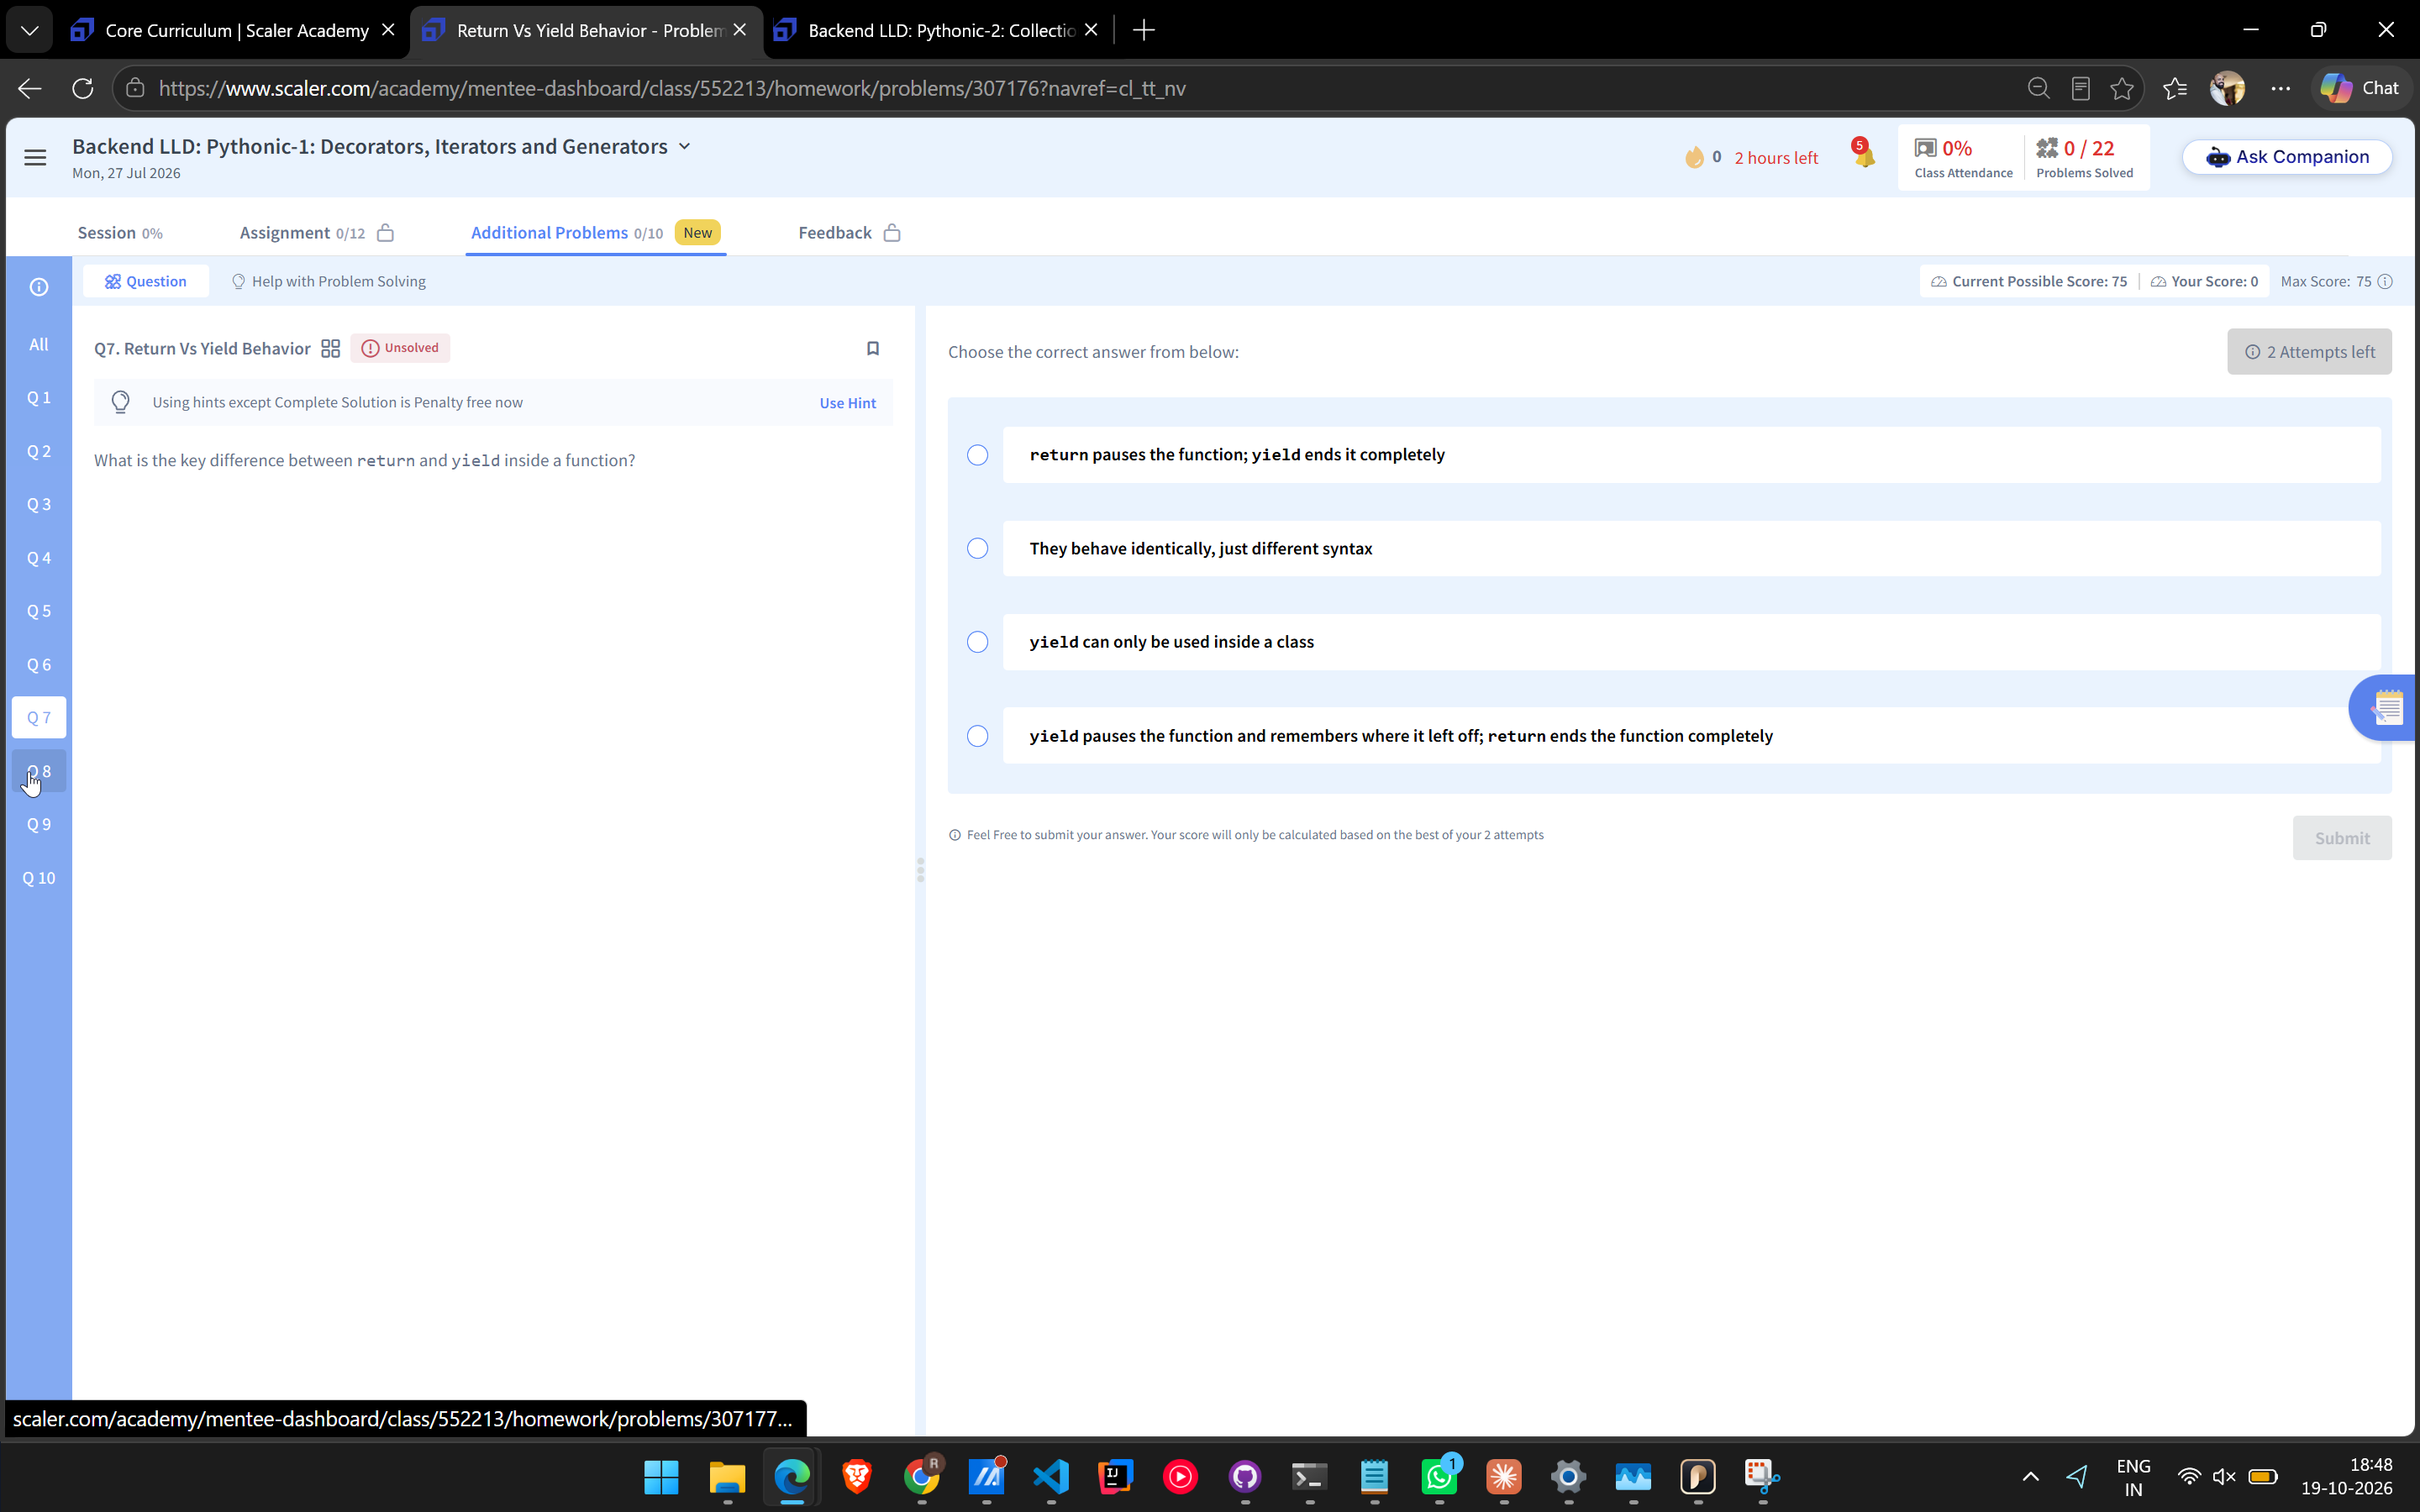 Core Curriculum | Scaler Academy
Return Vs Yield Behavior - Problem
Backend LLD: Pythonic-2: Collectio
https://www.scaler.com/academy/mentee-dashboard/class/552213/homework/problems/307176?navref=cl_tt_nv
Chat
Backend LLD: Pythonic-1: Decorators, Iterators and Generators
Mon, 27 Jul 2026
0 2 hours left
5
0%
Class Attendance
0 / 22
Problems Solved
Ask Companion
Session 0%
Assignment 0/12
Additional Problems 0/10 New
Feedback
Question
Help with Problem Solving
Current Possible Score: 75
Your Score: 0
Max Score: 75
All
Q 1
Q 2
Q 3
Q 4
Q 5
Q 6
Q 7
Q 8
Q 9
Q 10
Q7. Return Vs Yield Behavior
Unsolved
Using hints except Complete Solution is Penalty free now
Use Hint
What is the key difference between return and yield inside a function?
Choose the correct answer from below:
2 Attempts left
return pauses the function; yield ends it completely
They behave identically, just different syntax
yield can only be used inside a class
yield pauses the function and remembers where it left off; return ends the function completely
Feel Free to submit your answer. Your score will only be calculated based on the best of your 2 attempts
Submit
scaler.com/academy/mentee-dashboard/class/552213/homework/problems/307177...
R
IJ
1
ENG
IN
18:48
19-10-2026